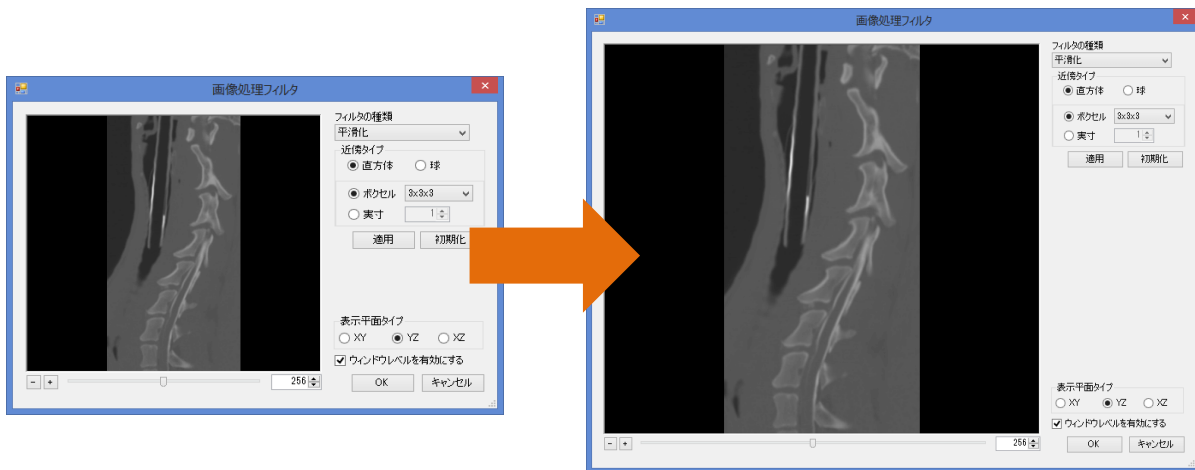 画像処理フィルタ
フィルタの種類
平滑化
近傍タイプ
直方体 球
ボクセル 3x3x3
実寸 1
適用 初期化
表示平面タイプ
XY YZ XZ
ウィンドウレベルを有効にする
- + 256 OK キャンセル
画像処理フィルタ
フィルタの種類
平滑化
近傍タイプ
直方体 球
ボクセル 3x3x3
実寸 1
適用 初期化
表示平面タイプ
XY YZ XZ
ウィンドウレベルを有効にする
- + 256 OK キャンセル